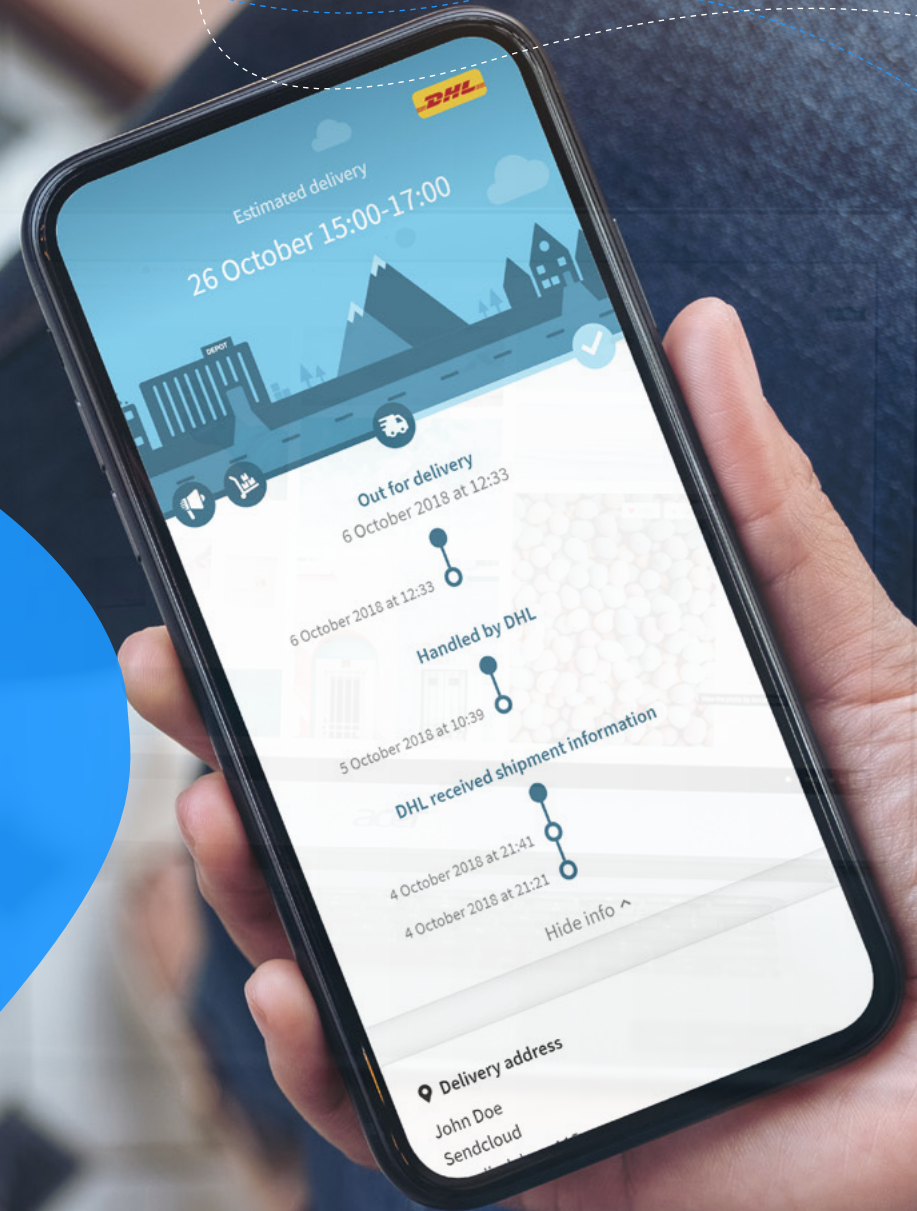 DHL
Estimated delivery
26 October 15:00-17:00
DEPOT
Out for delivery
6 October 2018 at 12:33
6 October 2018 at 12:33
Handled by DHL
5 October 2018 at 10:39
DHL received shipment information
4 October 2018 at 21:41
4 October 2018 at 21:21
Hide info
Delivery address
John Doe
Sendcloud